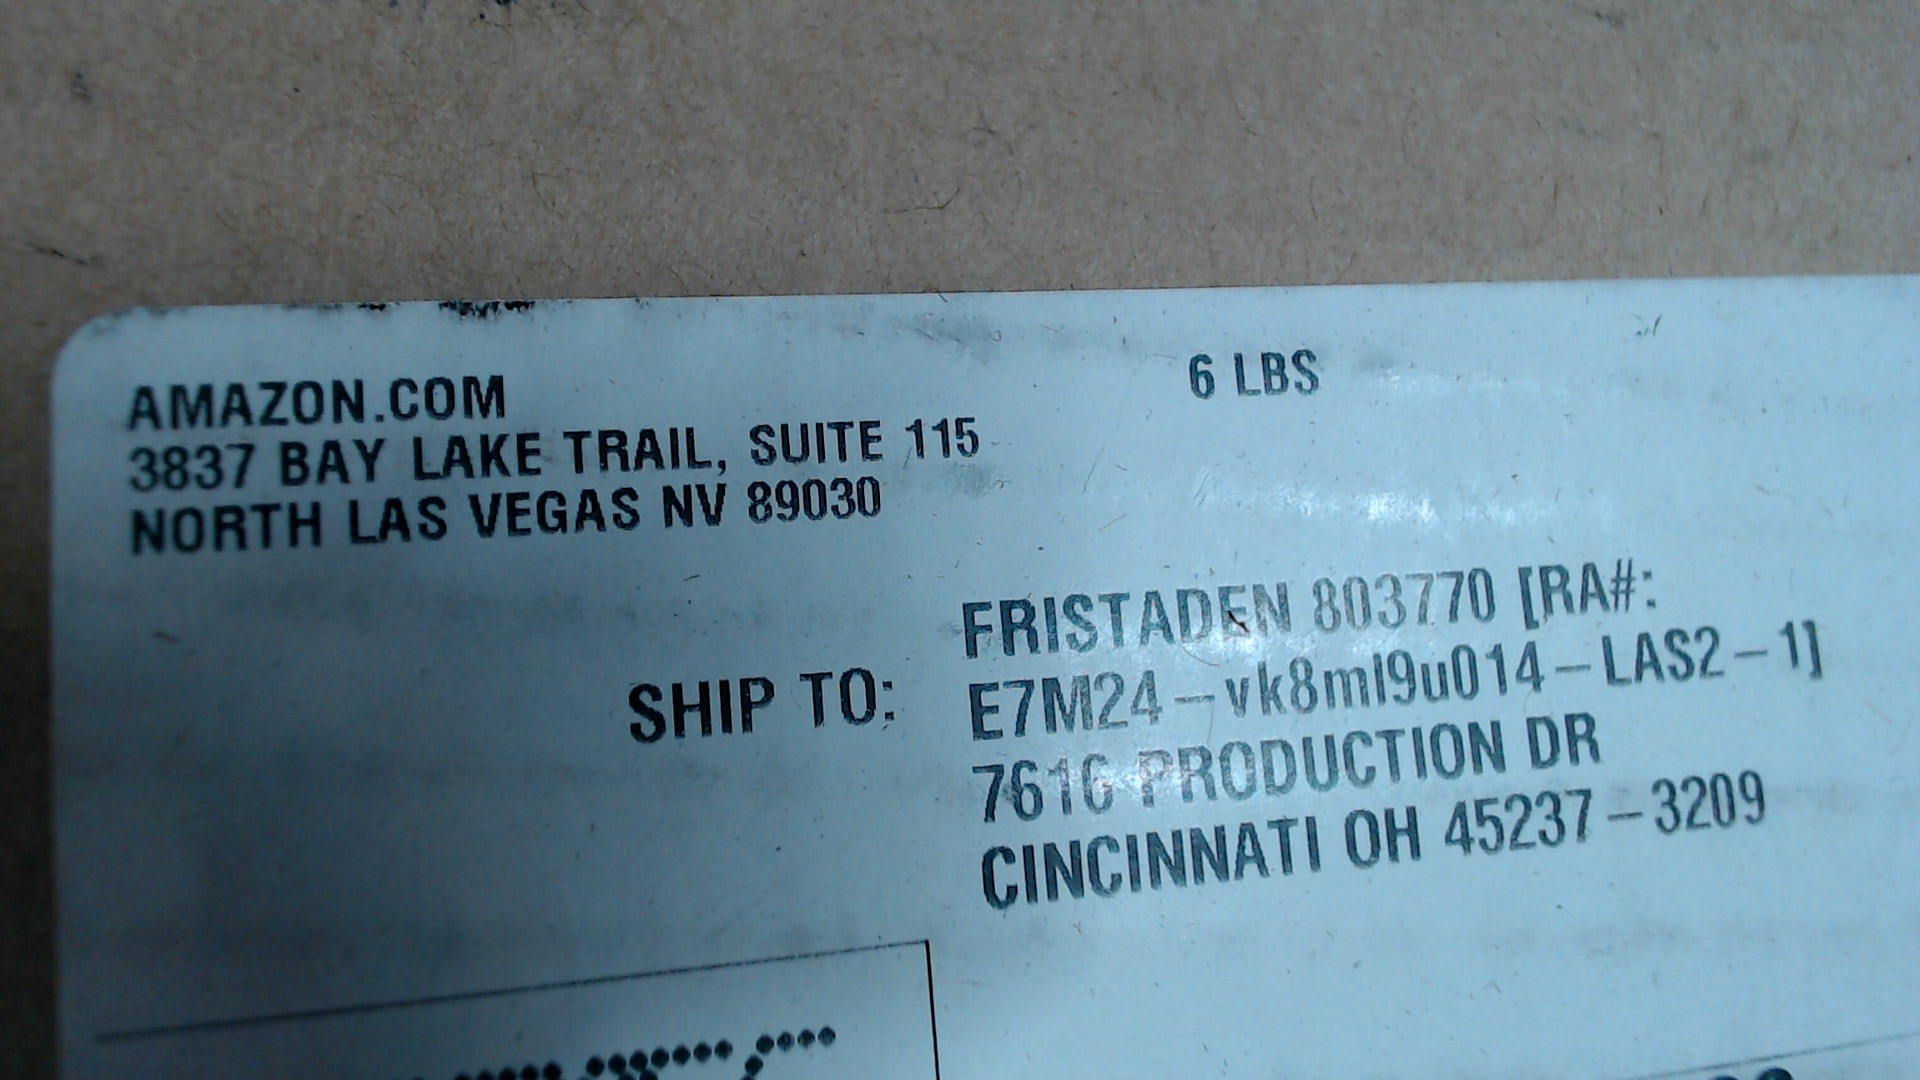 AMAZON.COM
3837 BAY LAKE TRAIL, SUITE 115
NORTH LAS VEGAS NV 89030
6 LBS
SHIP TO:
FRISTADEN 803770 [RA#:
E7M24-vk8ml9u014-LAS2-1]
7616 PRODUCTION DR
CINCINNATI OH 45237-3209